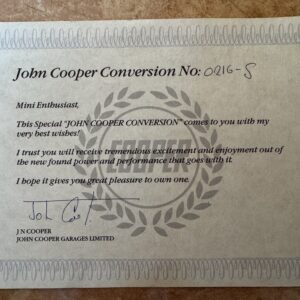 John Cooper Conversion No: 0216-S
Mini Enthusiast,
This Special "JOHN COOPER CONVERSION" comes to you with my
very best wishes!
I trust you will receive tremendous excitement and enjoyment out of
the new found power and performance that goes with it.
COOPER
I hope it gives you great pleasure to own one.
John Cooper
J N COOPER
JOHN COOPER GARAGES LIMITED